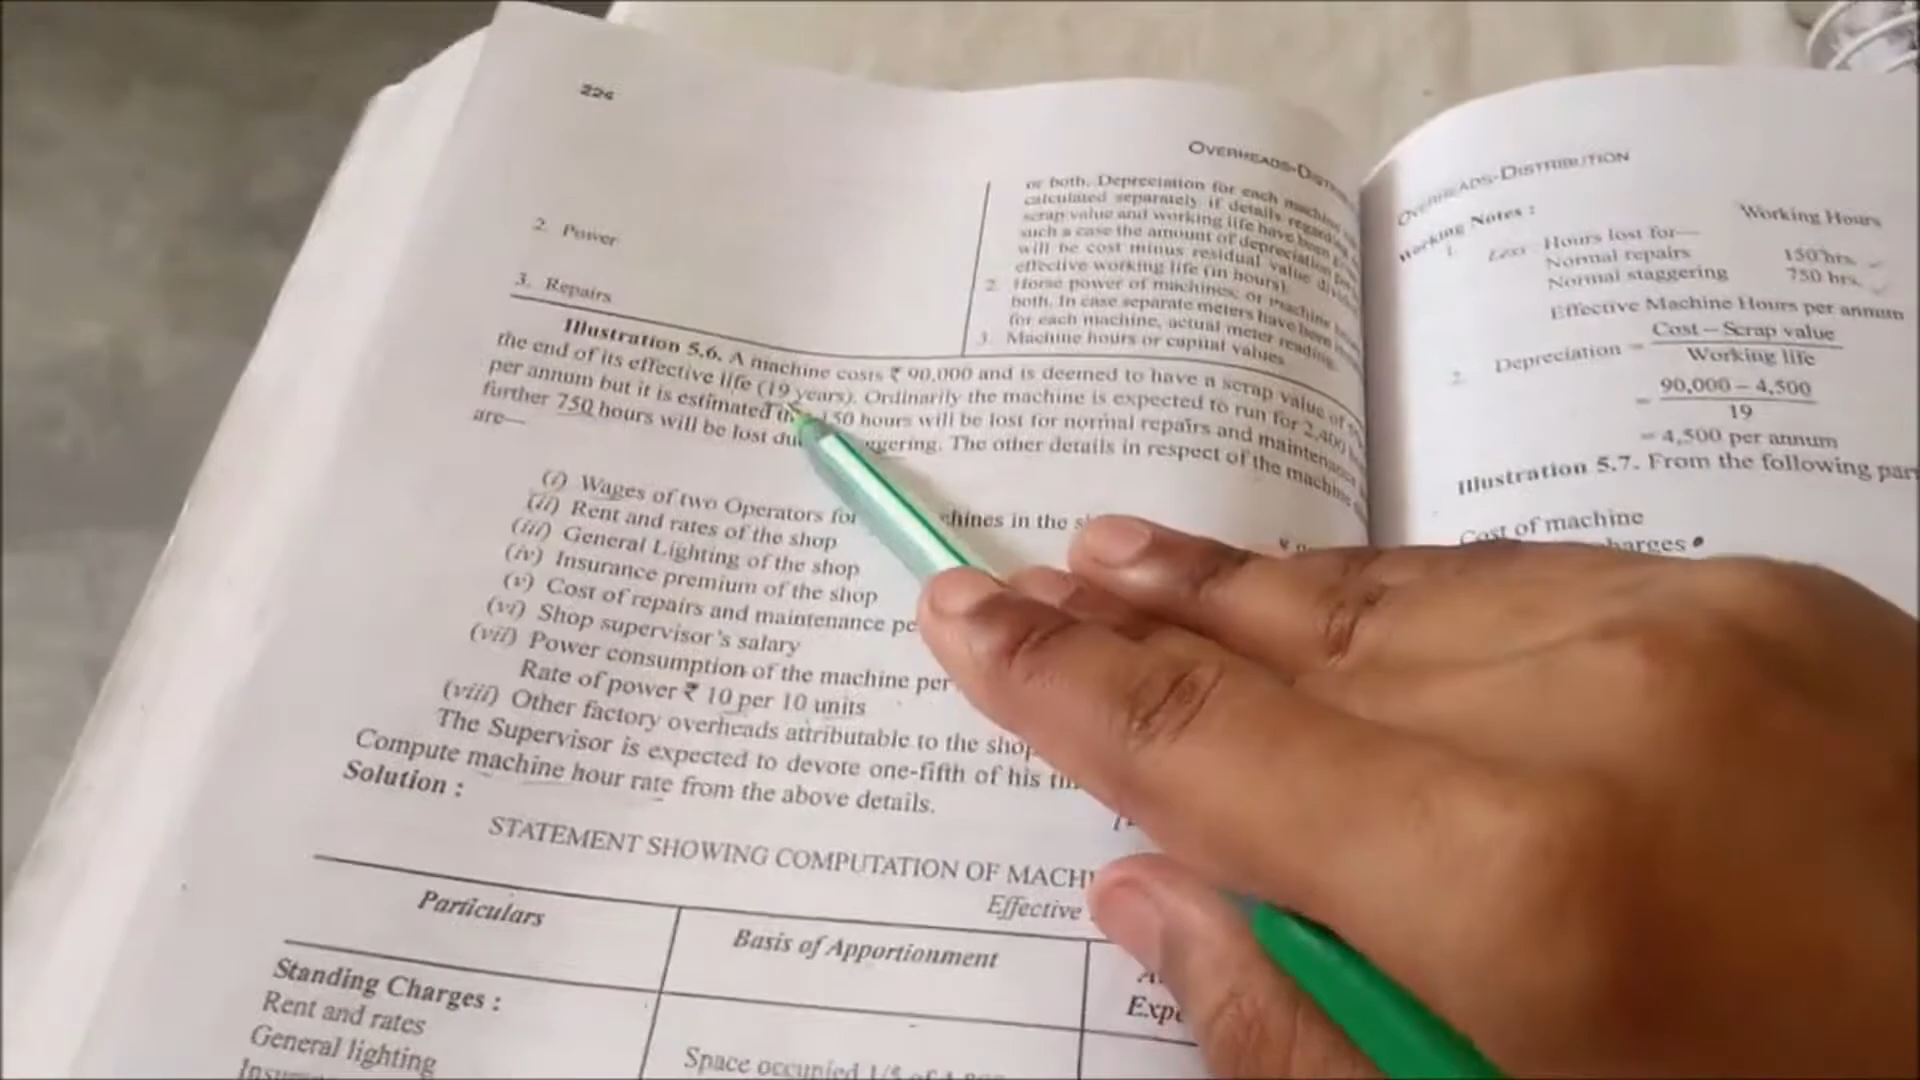 224
OVERHEADS-
2. Power
3. Repairs
or both. Depreciation for each machine
calculated separately if details
scrap value and working life have been
such a case the amount of depreciation
will be cost minus residual value
effective working life (in hours).
2. Horse power of machines, or machine
both. In case separate meters have been
for each machine, actual meter reading.
3. Machine hours or capital values
Illustration 5.6. A machine costs ₹ 90,000 and is deemed to have a scrap value of
the end of its effective life (19 years). Ordinarily the machine is expected to run for 2,400
per annum but it is estimated 150 hours will be lost for normal repairs and maintenance
further 750 hours will be lost The other details in respect of the machine
are—
(i) Wages of two Operators for in the
(ii) Rent and rates of the shop
(iii) General Lighting of the shop
(iv) Insurance premium of the shop
(v) Cost of repairs and maintenance
(vi) Shop supervisor's salary
(vii) Power consumption of the machine per
Rate of power ₹ 10 per 10 units
(viii) Other factory overheads attributable to the shop
The Supervisor is expected to devote one-fifth of his
Compute machine hour rate from the above details.
Solution :
STATEMENT SHOWING COMPUTATION OF
Effective
Particulars
Basis of Apportionment
Standing Charges :
Rent and rates
General lighting
Space occupied 1/5 of
OVERHEADS-DISTRIBUTION
Working Notes :
Working Hours
1. Less Hours lost for—
Normal repairs 150 hrs.
Normal staggering 750 hrs.
Effective Machine Hours per annum
2. Depreciation = Cost – Scrap value
Working life
= 90,000 – 4,500
19
= 4,500 per annum
Illustration 5.7. From the following
Cost of machine